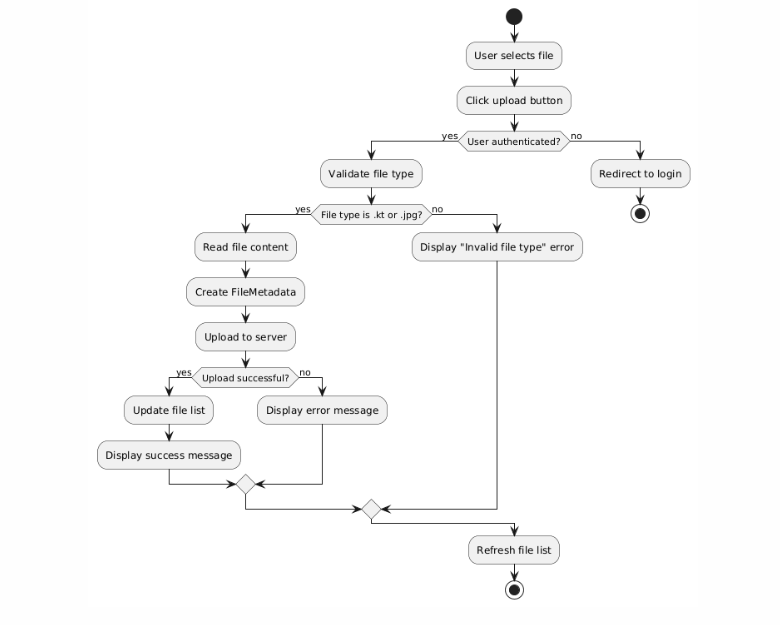 User selects file
Click upload button
yes
User authenticated?
no
Validate file type
Redirect to login
yes
File type is .kt or .jpg?
no
Read file content
Display "Invalid file type" error
Create FileMetadata
Upload to server
yes
Upload successful?
no
Update file list
Display error message
Display success message
Refresh file list